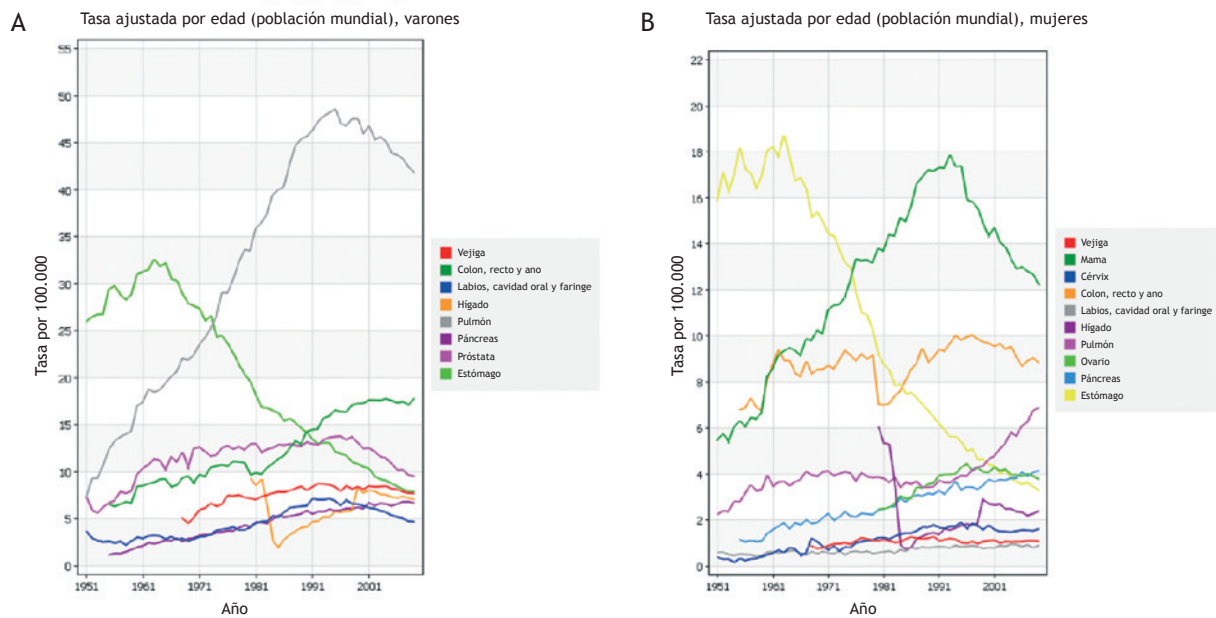 A
Tasa ajustada por edad (población mundial), varones
55
50
45
40
35
30
25
20
15
10
5
0
Tasa por 100.000
1951
1961
1971
1981
1991
2001
Año
Vejiga
Colon, recto y ano
Labios, cavidad oral y faringe
Hígado
Pulmón
Páncreas
Próstata
Estómago
B
Tasa ajustada por edad (población mundial), mujeres
22
20
18
16
14
12
10
8
6
4
2
0
Tasa por 100.000
1951
1961
1971
1981
1991
2001
Año
Vejiga
Mama
Cérvix
Colon, recto y ano
Labios, cavidad oral y faringe
Hígado
Pulmón
Ovario
Páncreas
Estómago